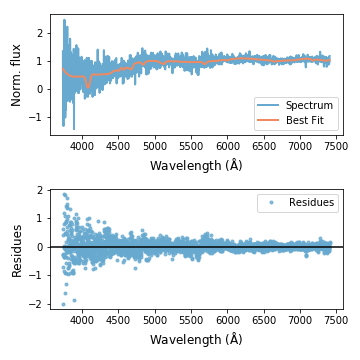 Norm. flux
2
1
0
−1
Spectrum
Best Fit
4000 4500 5000 5500 6000 6500 7000 7500
Wavelength (Å)
Residues
2
1
0
−1
−2
Residues
4000 4500 5000 5500 6000 6500 7000 7500
Wavelength (Å)